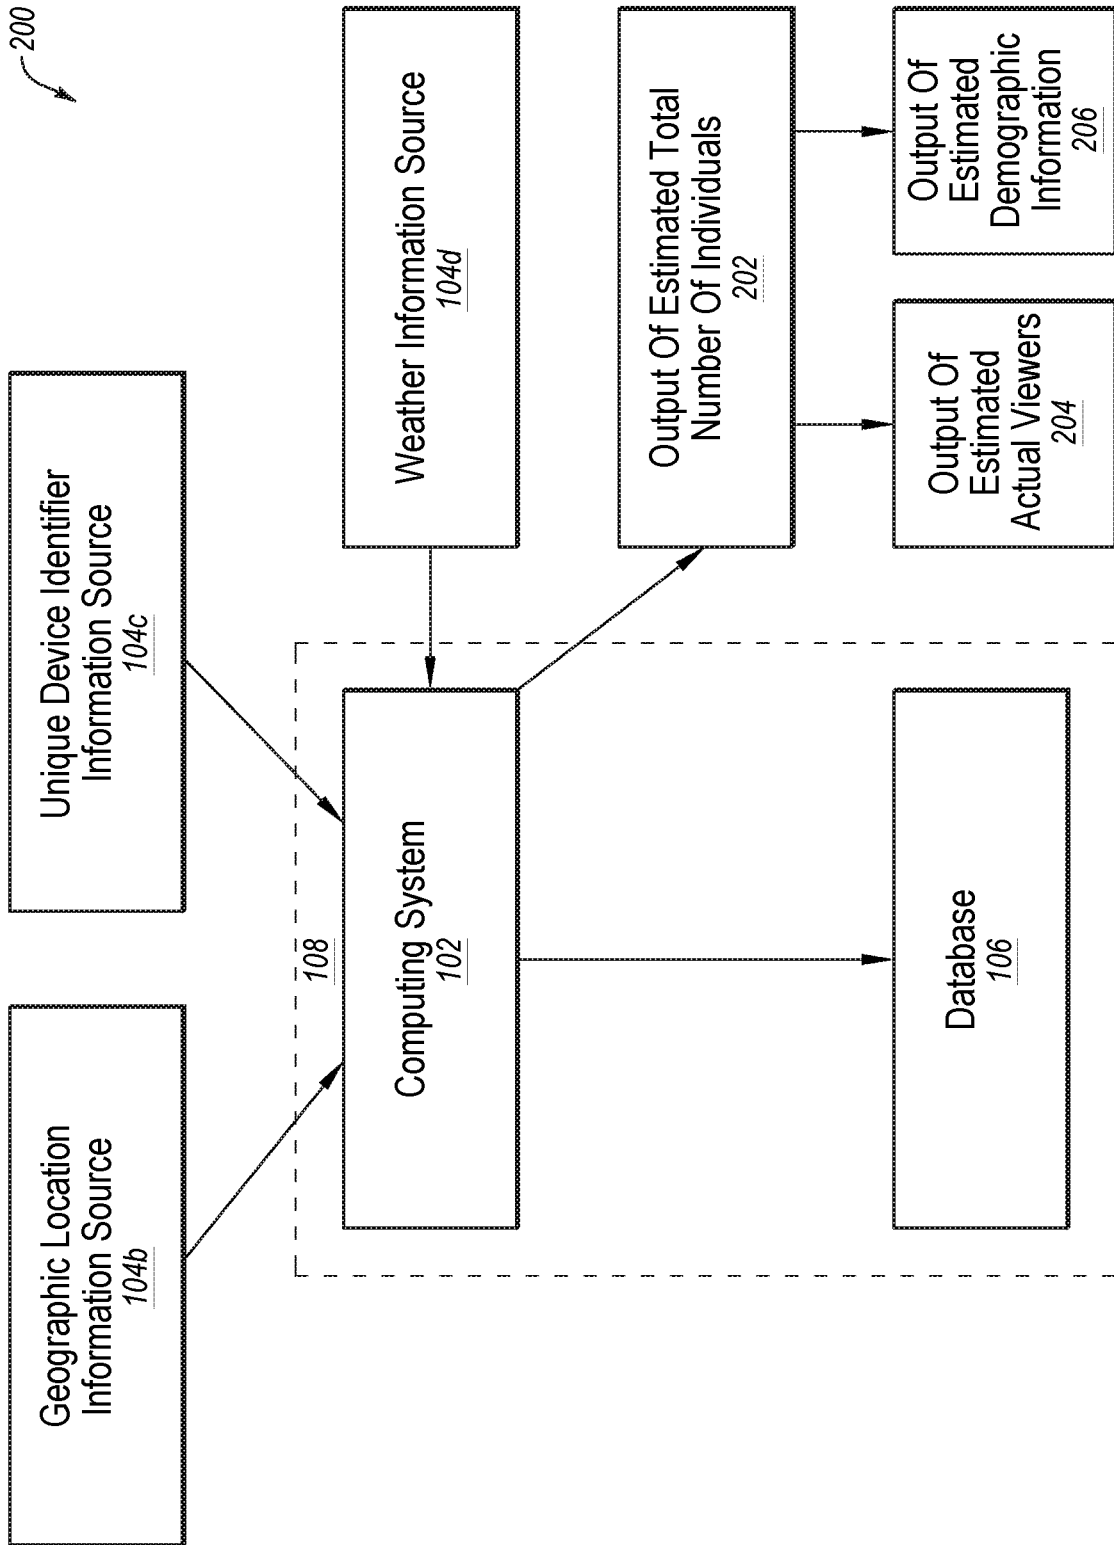 200
Geographic Location
Information Source
104b
Unique Device Identifier
Information Source
104c
108
Computing System
102
Weather Information Source
104d
Output Of Estimated Total
Number Of Individuals
202
Database
106
Output Of
Estimated
Actual Viewers
204
Output Of
Estimated
Demographic
Information
206